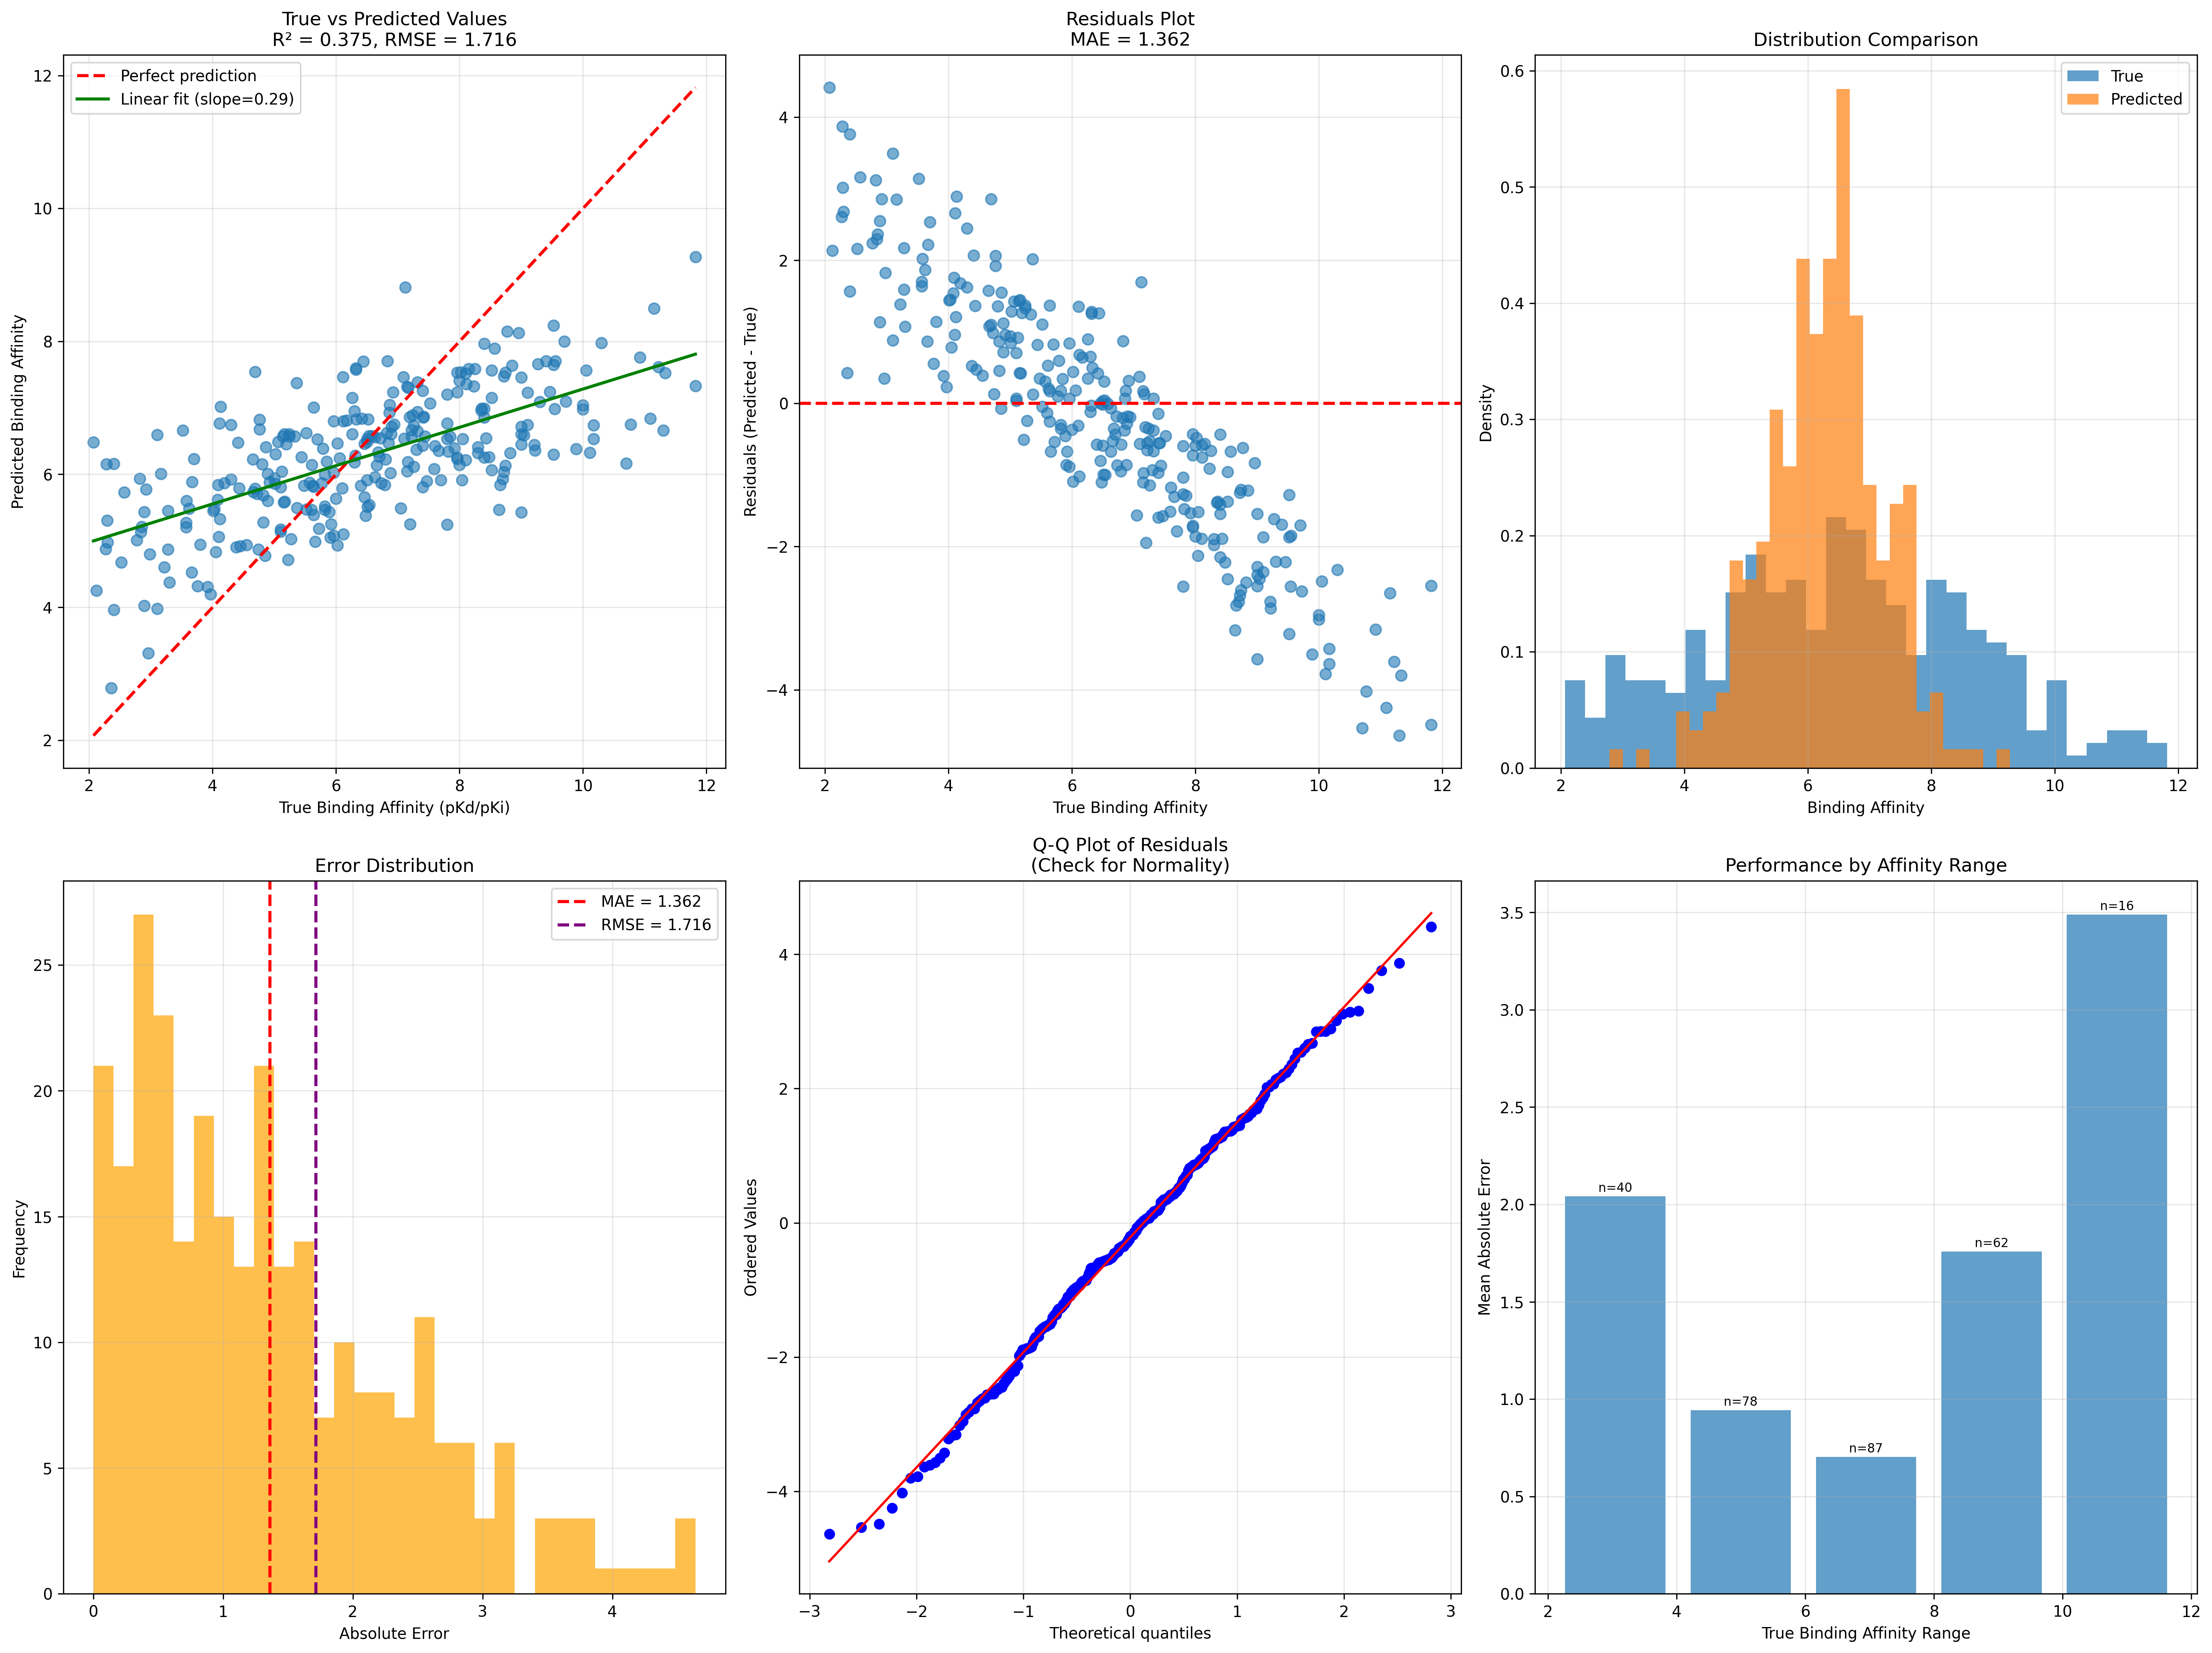 True vs Predicted Values
R² = 0.375, RMSE = 1.716
Perfect prediction
Linear fit (slope=0.29)
Predicted Binding Affinity
12
10
8
6
4
2
2 4 6 8 10 12
True Binding Affinity (pKd/pKi)
Residuals Plot
MAE = 1.362
Residuals (Predicted - True)
4
2
0
−2
−4
2 4 6 8 10 12
True Binding Affinity
Distribution Comparison
True
Predicted
Density
0.6
0.5
0.4
0.3
0.2
0.1
0.0
2 4 6 8 10 12
Binding Affinity
Error Distribution
MAE = 1.362
RMSE = 1.716
Frequency
25
20
15
10
5
0
0 1 2 3 4
Absolute Error
Q-Q Plot of Residuals
(Check for Normality)
Ordered Values
4
2
0
−2
−4
−3 −2 −1 0 1 2 3
Theoretical quantiles
Performance by Affinity Range
Mean Absolute Error
3.5
3.0
2.5
2.0
1.5
1.0
0.5
0.0
n=40
n=78
n=87
n=62
n=16
2 4 6 8 10 12
True Binding Affinity Range